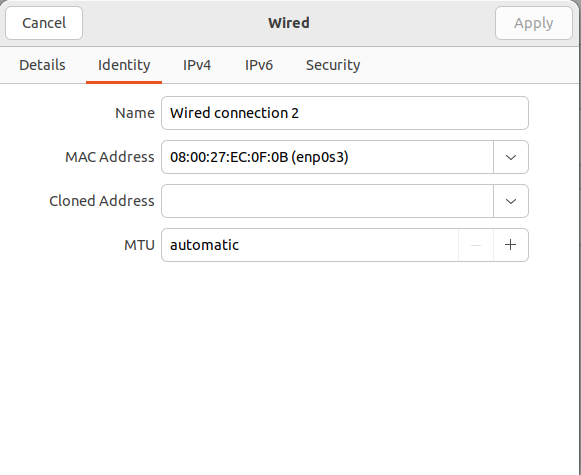 Cancel Wired Apply
Details Identity IPv4 IPv6 Security
Name Wired connection 2
MAC Address 08:00:27:EC:0F:0B (enp0s3)
Cloned Address
MTU automatic